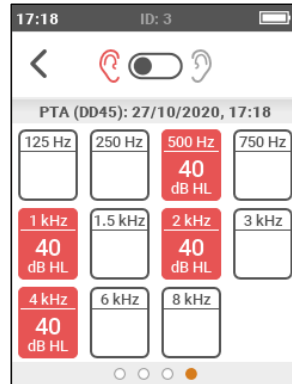 17:18 ID: 3
PTA (DD45): 27/10/2020, 17:18
125 Hz 250 Hz 500 Hz 750 Hz
40
dB HL
1 kHz 1.5 kHz 2 kHz 3 kHz
40 40
dB HL dB HL
4 kHz 6 kHz 8 kHz
40
dB HL